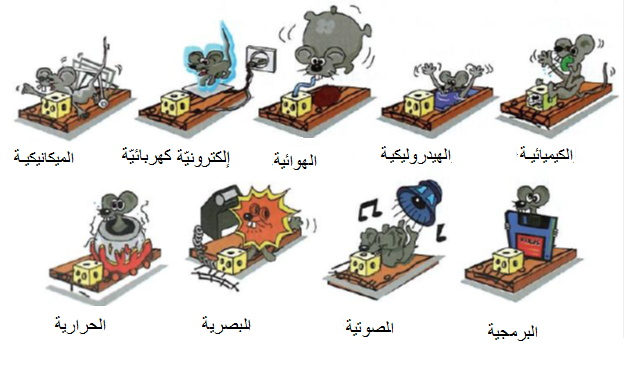 الكيميائية
الهيدروليكية
الهوائية
إلكترونيّة كهربائيّة
الميكانيكية
البرمجية
الصوتية
البصرية
الحرارية